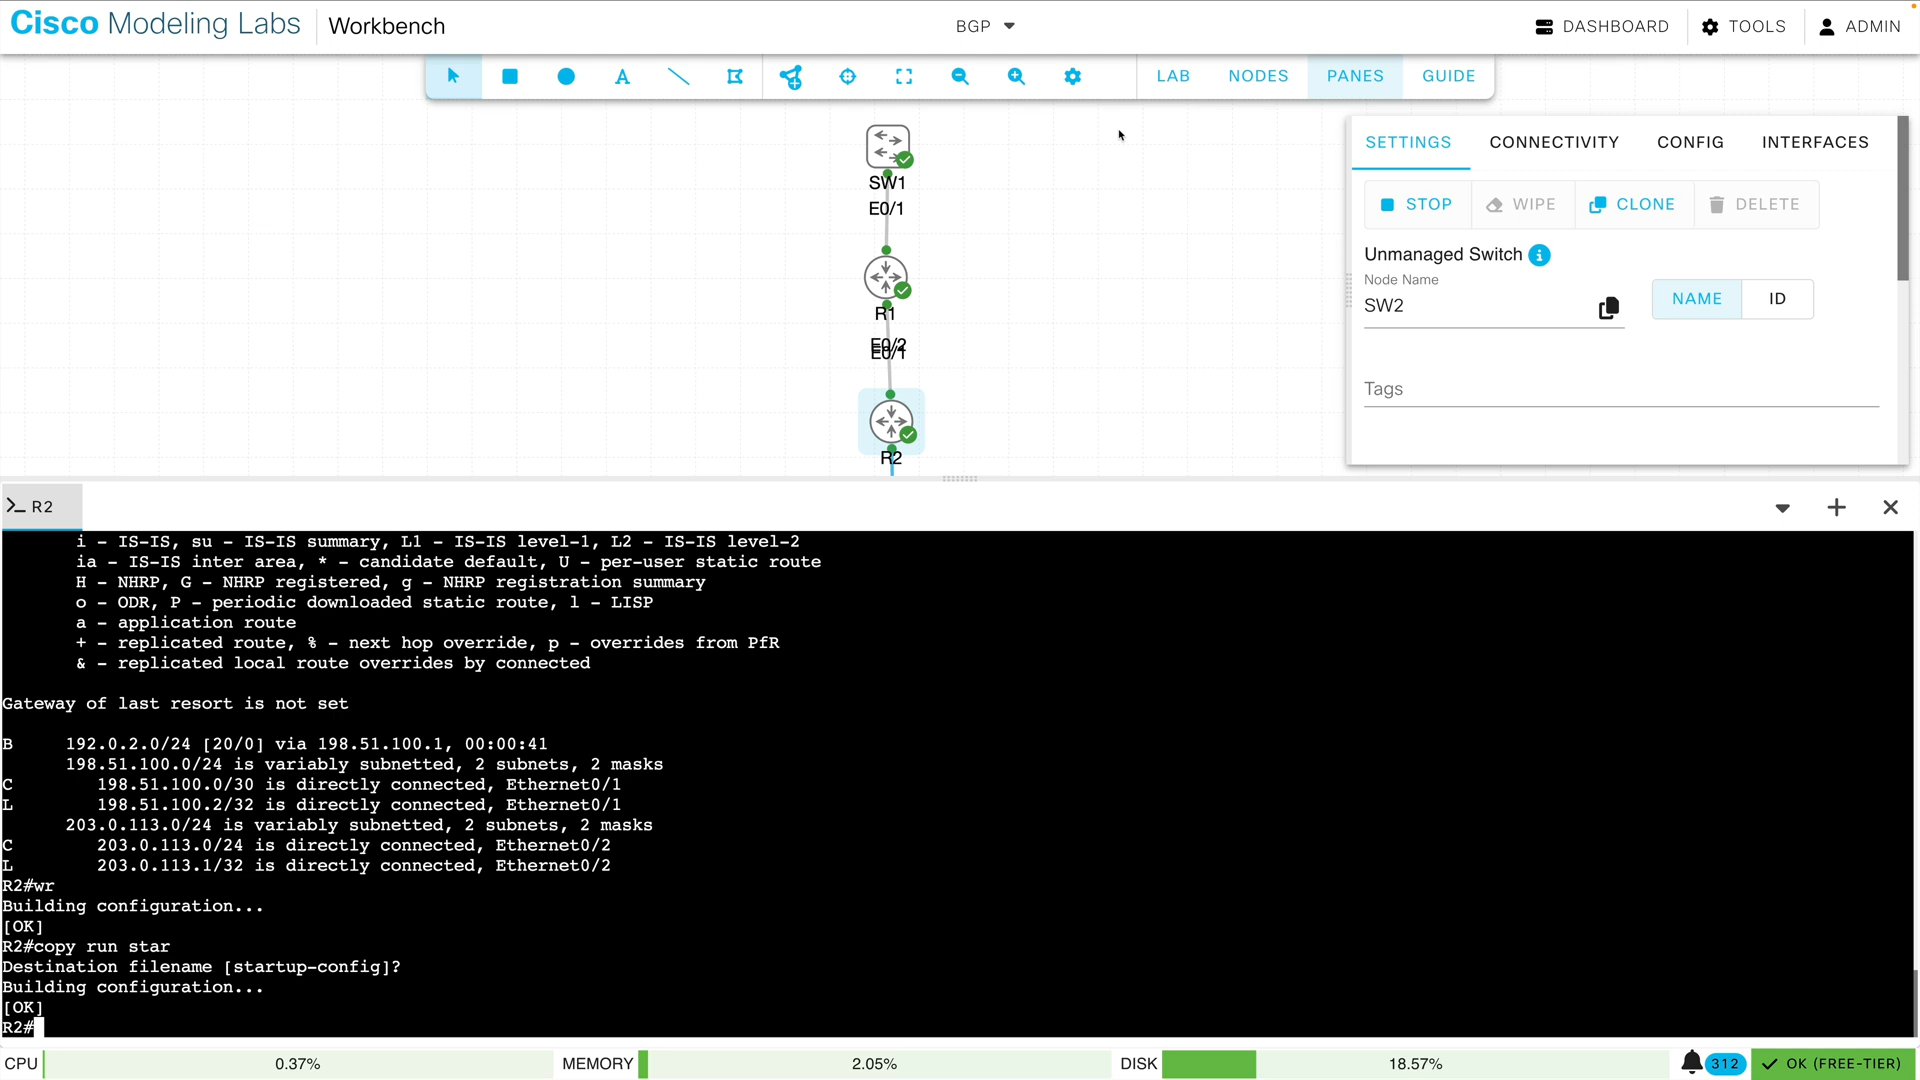 Cisco Modeling Labs
Workbench
BGP
DASHBOARD
TOOLS
ADMIN
LAB
NODES
PANES
GUIDE
SW1
E0/1
R1
E0/2
E0/1
R2
SETTINGS
CONNECTIVITY
CONFIG
INTERFACES
STOP
WIPE
CLONE
DELETE
Unmanaged Switch
Node Name
SW2
NAME
ID
Tags
R2
i - IS-IS, su - IS-IS summary, L1 - IS-IS level-1, L2 - IS-IS level-2
ia - IS-IS inter area, * - candidate default, U - per-user static route
H - NHRP, G - NHRP registered, g - NHRP registration summary
o - ODR, P - periodic downloaded static route, l - LISP
a - application route
+ - replicated route, % - next hop override, p - overrides from PfR
& - replicated local route overrides by connected
Gateway of last resort is not set
B 192.0.2.0/24 [20/0] via 198.51.100.1, 00:00:41
198.51.100.0/24 is variably subnetted, 2 subnets, 2 masks
C 198.51.100.0/30 is directly connected, Ethernet0/1
L 198.51.100.2/32 is directly connected, Ethernet0/1
203.0.113.0/24 is variably subnetted, 2 subnets, 2 masks
C 203.0.113.0/24 is directly connected, Ethernet0/2
L 203.0.113.1/32 is directly connected, Ethernet0/2
R2#wr
Building configuration...
[OK]
R2#copy run star
Destination filename [startup-config]?
Building configuration...
[OK]
R2#
CPU
0.37%
MEMORY
2.05%
DISK
18.57%
312
OK (FREE-TIER)